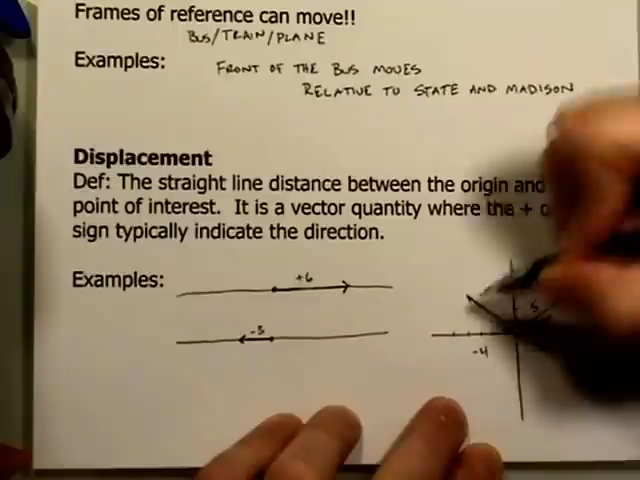 Frames of reference can move!!
BUS/TRAIN/PLANE
Examples: FRONT OF THE BUS MOVES
RELATIVE TO STATE AND MADISON
Displacement
Def: The straight line distance between the origin and
point of interest. It is a vector quantity where the +
sign typically indicate the direction.
Examples: +6
-3
5
-4